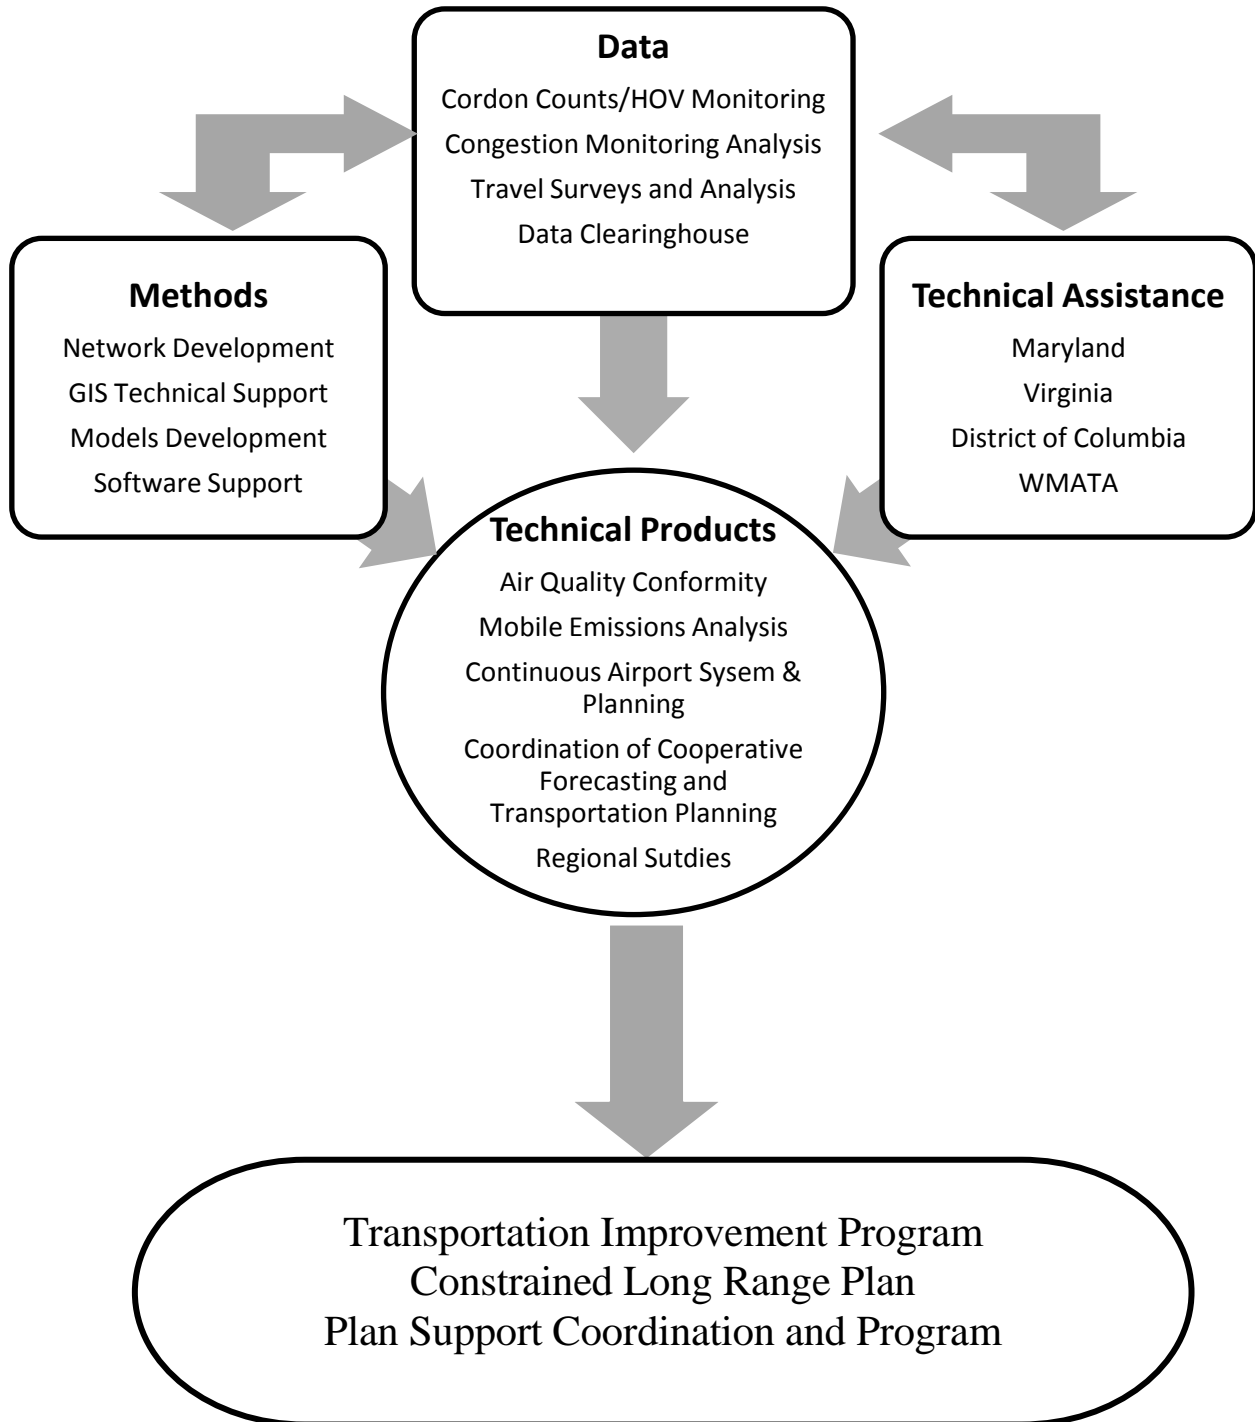 Data
Cordon Counts/HOV Monitoring
Congestion Monitoring Analysis
Travel Surveys and Analysis
Data Clearinghouse
Methods
Network Development
GIS Technical Support
Models Development
Software Support
Technical Assistance
Maryland
Virginia
District of Columbia
WMATA
Technical Products
Air Quality Conformity
Mobile Emissions Analysis
Continuous Airport Sysem &
Planning
Coordination of Cooperative
Forecasting and
Transportation Planning
Regional Sutdies
Transportation Improvement Program
Constrained Long Range Plan
Plan Support Coordination and Program